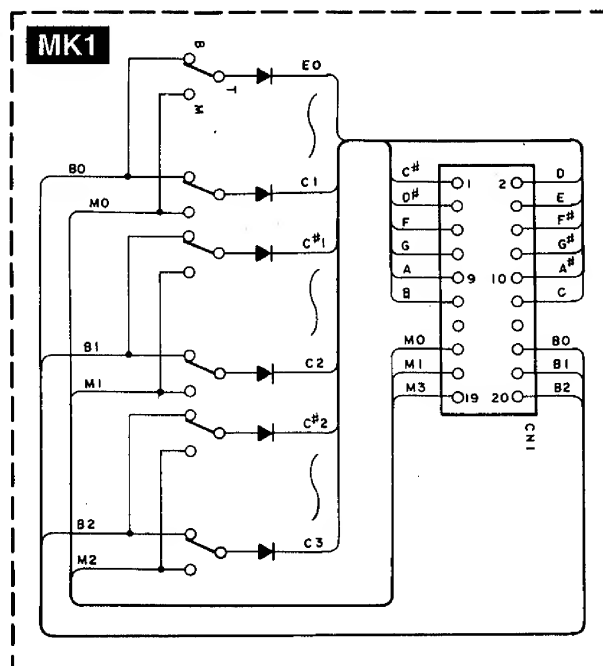 MK1
B
T
M
E0
B0
C1
M0
C#1
B1
C2
M1
C#2
B2
C3
M2
C# 1 2 D
D# E
F F#
G G#
A 9 10 A#
B C
M0 B0
M1 B1
M3 19 20 B2
CN1